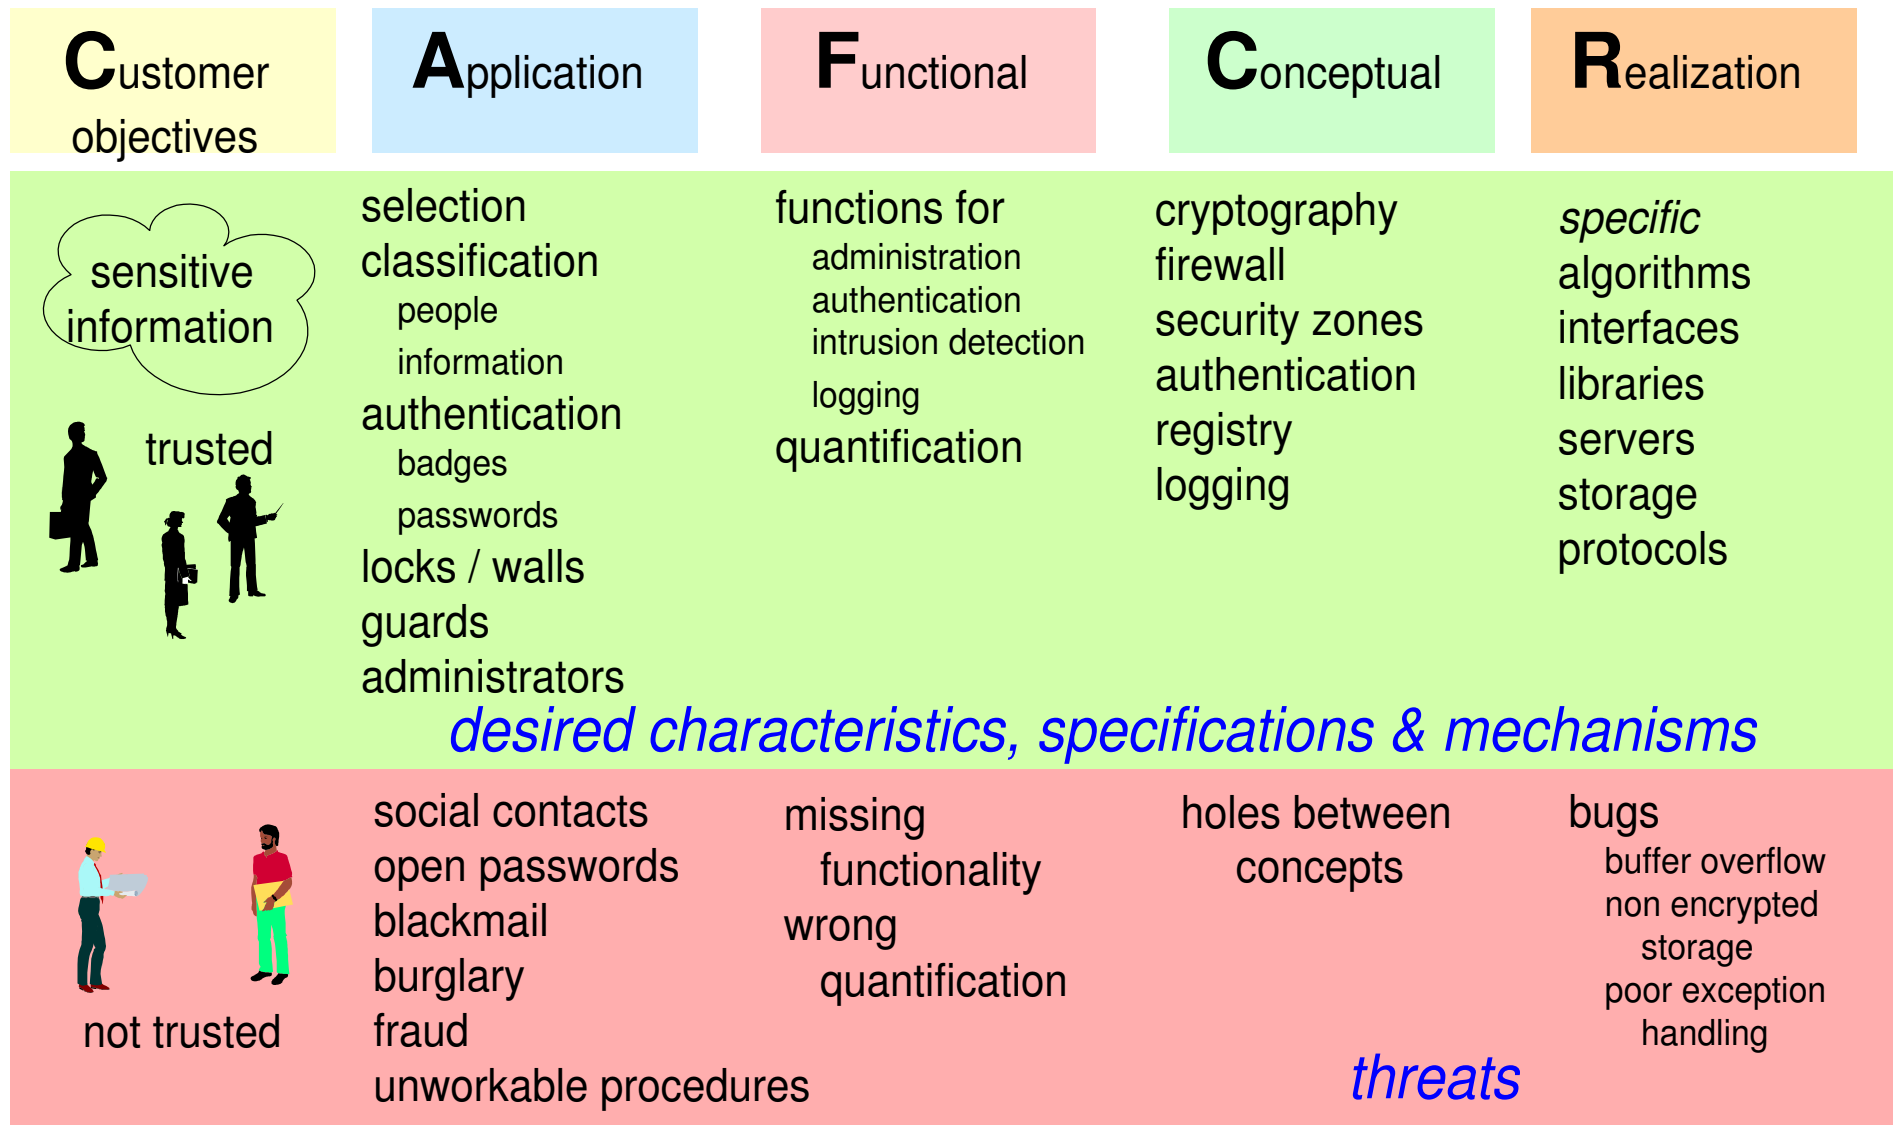 Customer
objectives
Application
Functional
Conceptual
Realization
sensitive
information
trusted
selection
classification
people
information
authentication
badges
passwords
locks / walls
guards
administrators
functions for
administration
authentication
intrusion detection
logging
quantification
cryptography
firewall
security zones
authentication
registry
logging
specific
algorithms
interfaces
libraries
servers
storage
protocols
desired characteristics, specifications & mechanisms
not trusted
social contacts
open passwords
blackmail
burglary
fraud
unworkable procedures
missing
functionality
wrong
quantification
holes between
concepts
bugs
buffer overflow
non encrypted
storage
poor exception
handling
threats